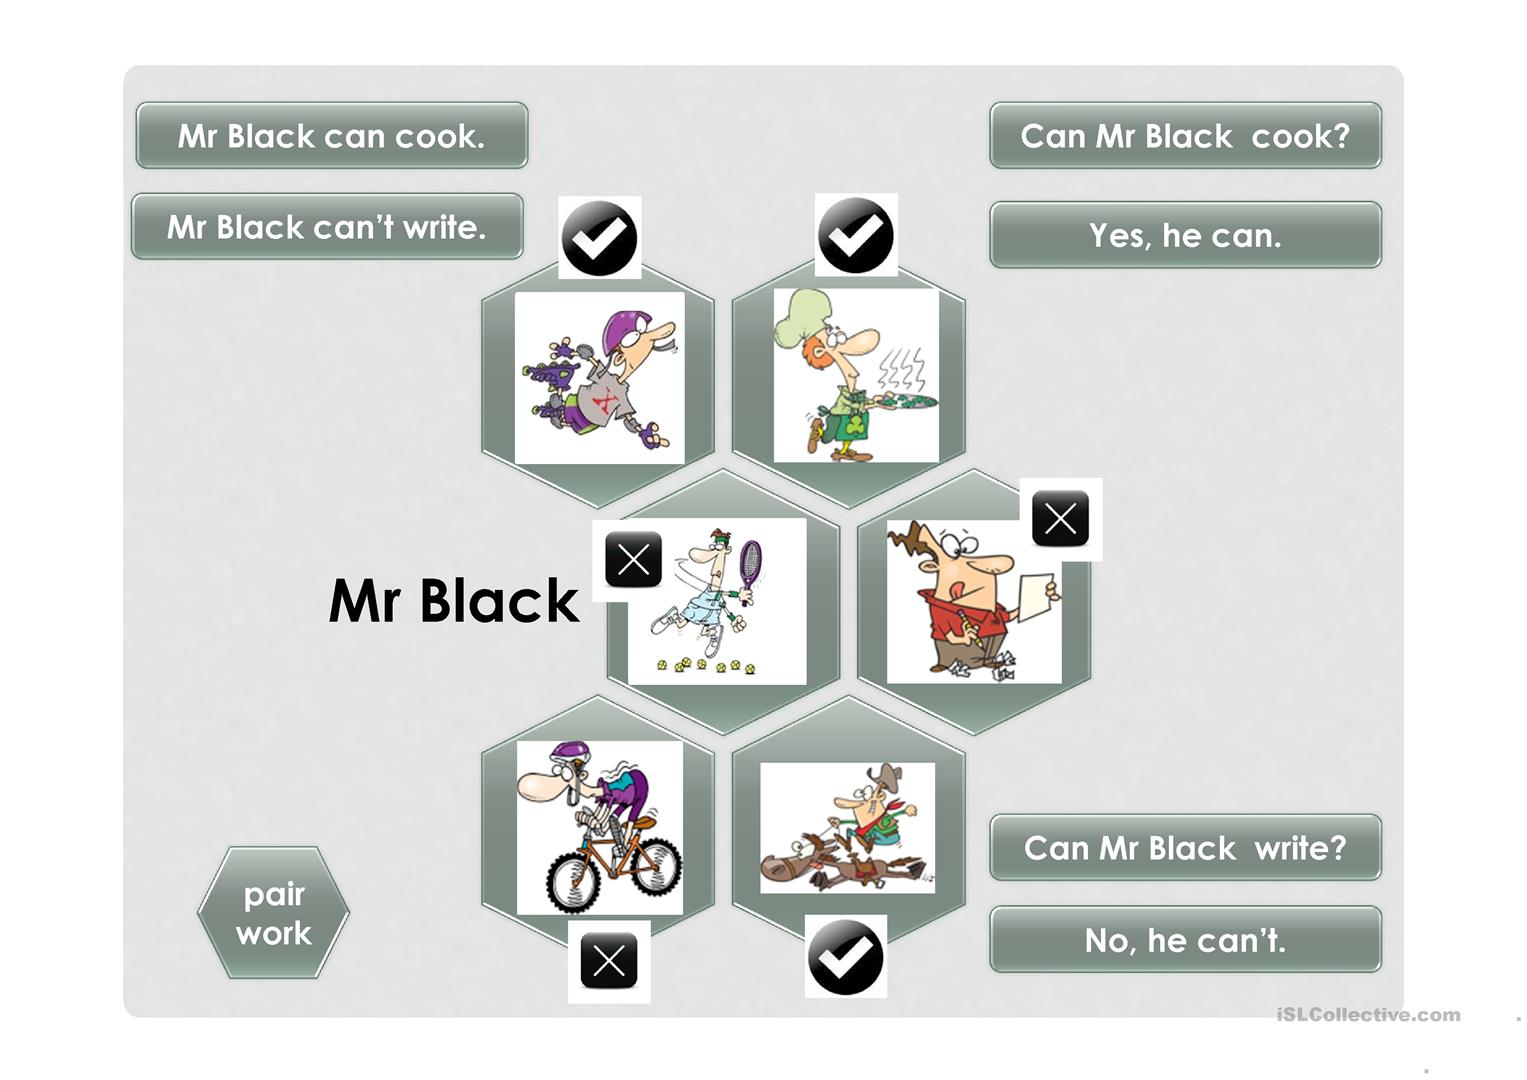 Mr Black can cook.
Can Mr Black  cook?
Mr Black can't write.
Yes, he can.
X
Mr Black
pair
work
Can Mr Black  write?
No, he can't.
iSLCollective.com